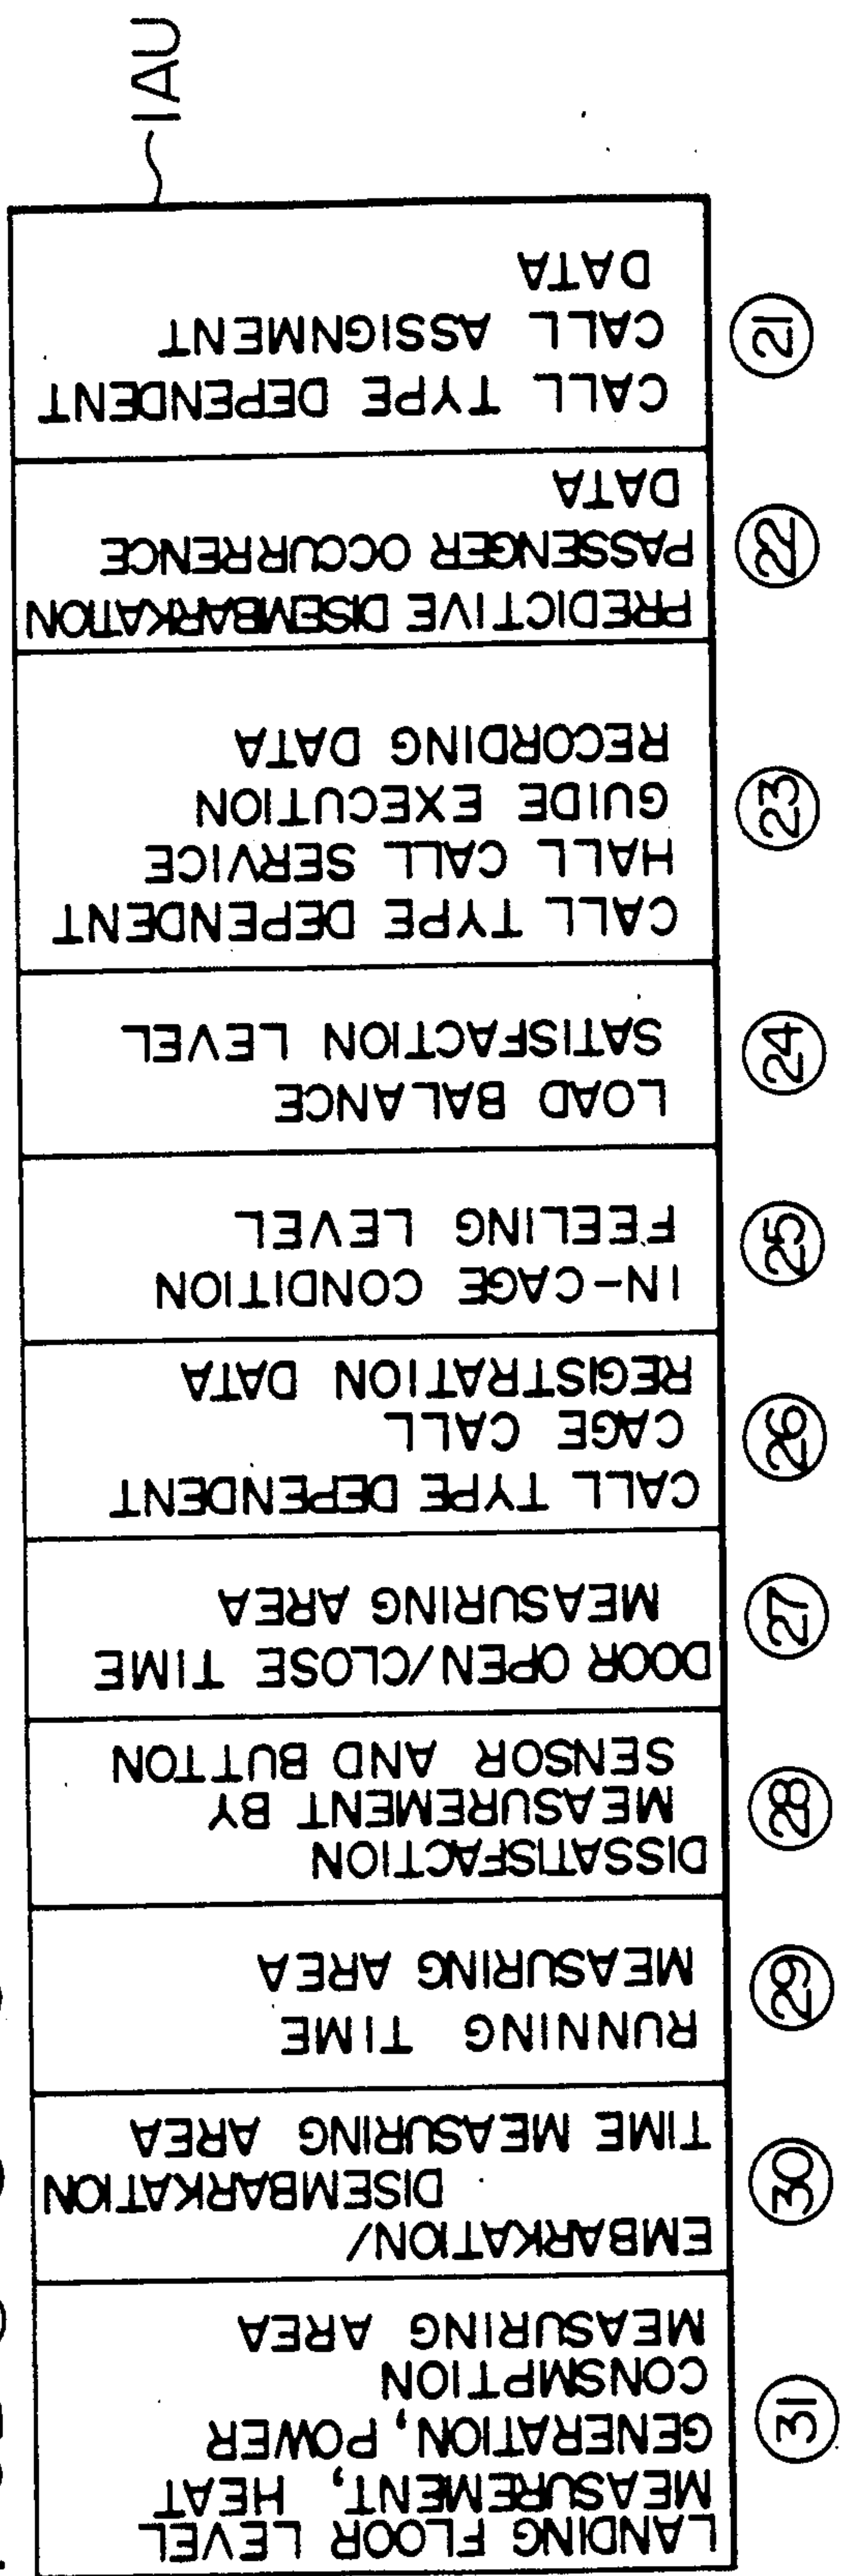 31
LANDING FLOOR LEVEL
MEASUREMENT, HEAT
GENERATION, POWER
CONSMPTION
MEASURING AREA
30
EMBARKATION/
DISEMBARKATION
TIME MEASURING AREA
29
RUNNING TIME
MEASURING AREA
28
DISSATISFACTION
MEASUREMENT BY
SENSOR AND BUTTON
27
DOOR OPEN/CLOSE TIME
MEASURING AREA
26
CALL TYPE DEPENDENT
CAGE CALL
REGISTRATION DATA
25
IN-CAGE CONDITION
FEELING LEVEL
24
LOAD BALANCE
SATISFACTION LEVEL
23
CALL TYPE DEPENDENT
HALL CALL SERVICE
GUIDE EXECUTION
RECORDING DATA
22
PREDICTIVE DISEMBARKATION
PASSENGER OCCURRENCE
DATA
21
CALL TYPE DEPENDENT
CALL ASSIGNMENT
DATA
1AU